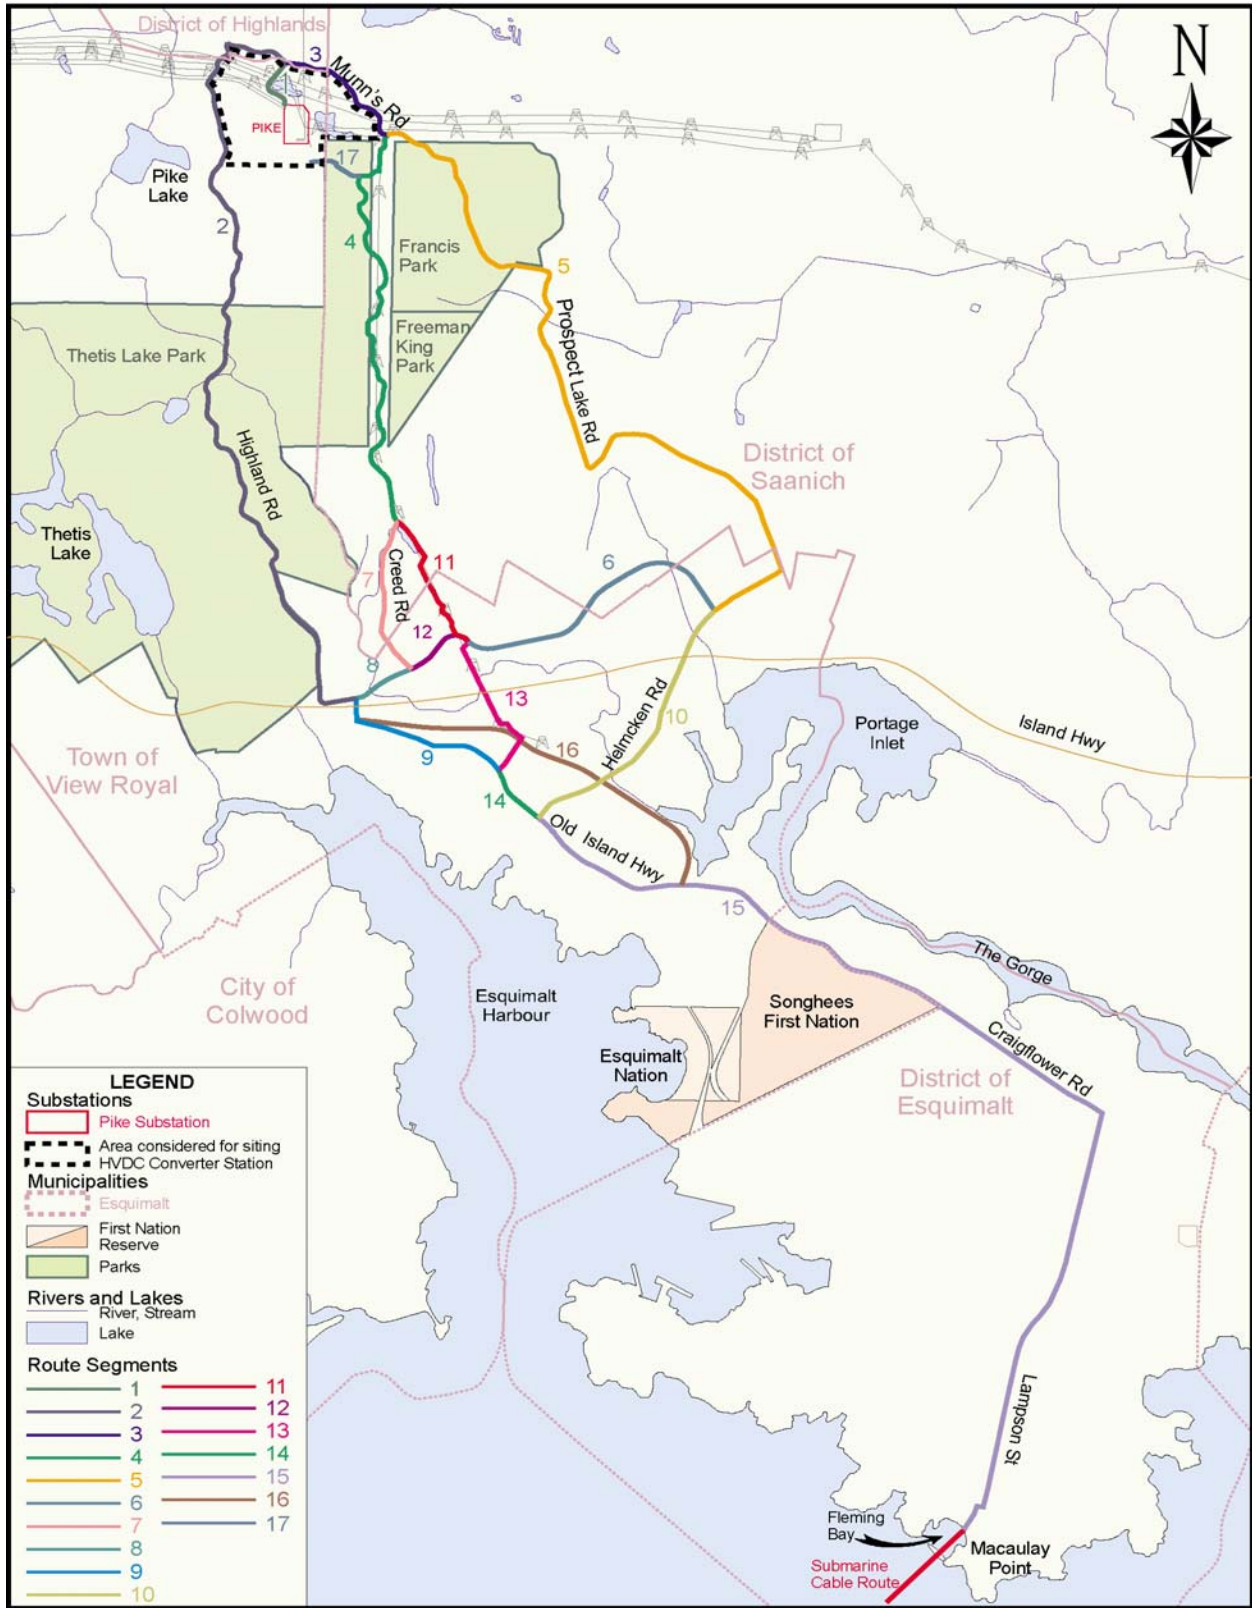 District of Highlands
3
Munn's Rd
N
1
PIKE
17
Pike
Lake
2
4
Francis
Park
5
Prospect Lake Rd
Freeman
King
Park
Thetis Lake Park
Highland Rd
District of
Saanich
Thetis
Lake
7
Creed Rd
11
6
12
8
13
Helmcken Rd
10
Portage
Inlet
Island Hwy
Town of
View Royal
9
16
14
Old Island Hwy
15
The Gorge
City of
Colwood
Esquimalt
Harbour
Songhees
First Nation
Craigflower Rd
Esquimalt
Nation
District of
Esquimalt
Lampson St
Fleming
Bay
Macaulay
Point
Submarine
Cable Route
LEGEND
Substations
Pike Substation
Area considered for siting
HVDC Converter Station
Municipalities
Esquimalt
First Nation
Reserve
Parks
Rivers and Lakes
River, Stream
Lake
Route Segments
1
2
3
4
5
6
7
8
9
10
11
12
13
14
15
16
17